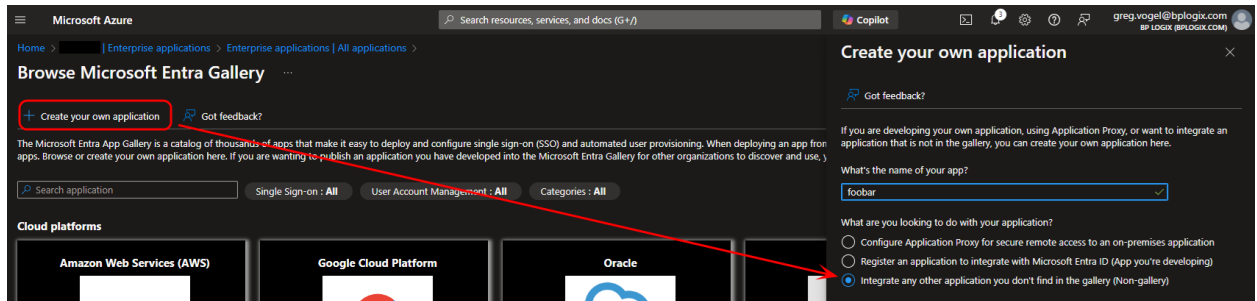 Microsoft Azure
Search resources, services, and docs (G+/)
Copilot
3
greg.vogel@bplogix.com
BP LOGIX (BPLOGIX.COM)
Home > | Enterprise applications > Enterprise applications | All applications >
Browse Microsoft Entra Gallery ...
+ Create your own application
Got feedback?
The Microsoft Entra App Gallery is a catalog of thousands of apps that make it easy to deploy and configure single sign-on (SSO) and automated user provisioning. When deploying an app from
apps. Browse or create your own application here. If you are wanting to publish an application you have developed into the Microsoft Entra Gallery for other organizations to discover and use, y
Search application
Single Sign-on : All
User Account Management : All
Categories : All
Cloud platforms
Amazon Web Services (AWS)
Google Cloud Platform
Oracle
Create your own application
Got feedback?
If you are developing your own application, using Application Proxy, or want to integrate an
application that is not in the gallery, you can create your own application here.
What's the name of your app?
foobar
What are you looking to do with your application?
Configure Application Proxy for secure remote access to an on-premises application
Register an application to integrate with Microsoft Entra ID (App you're developing)
Integrate any other application you don't find in the gallery (Non-gallery)